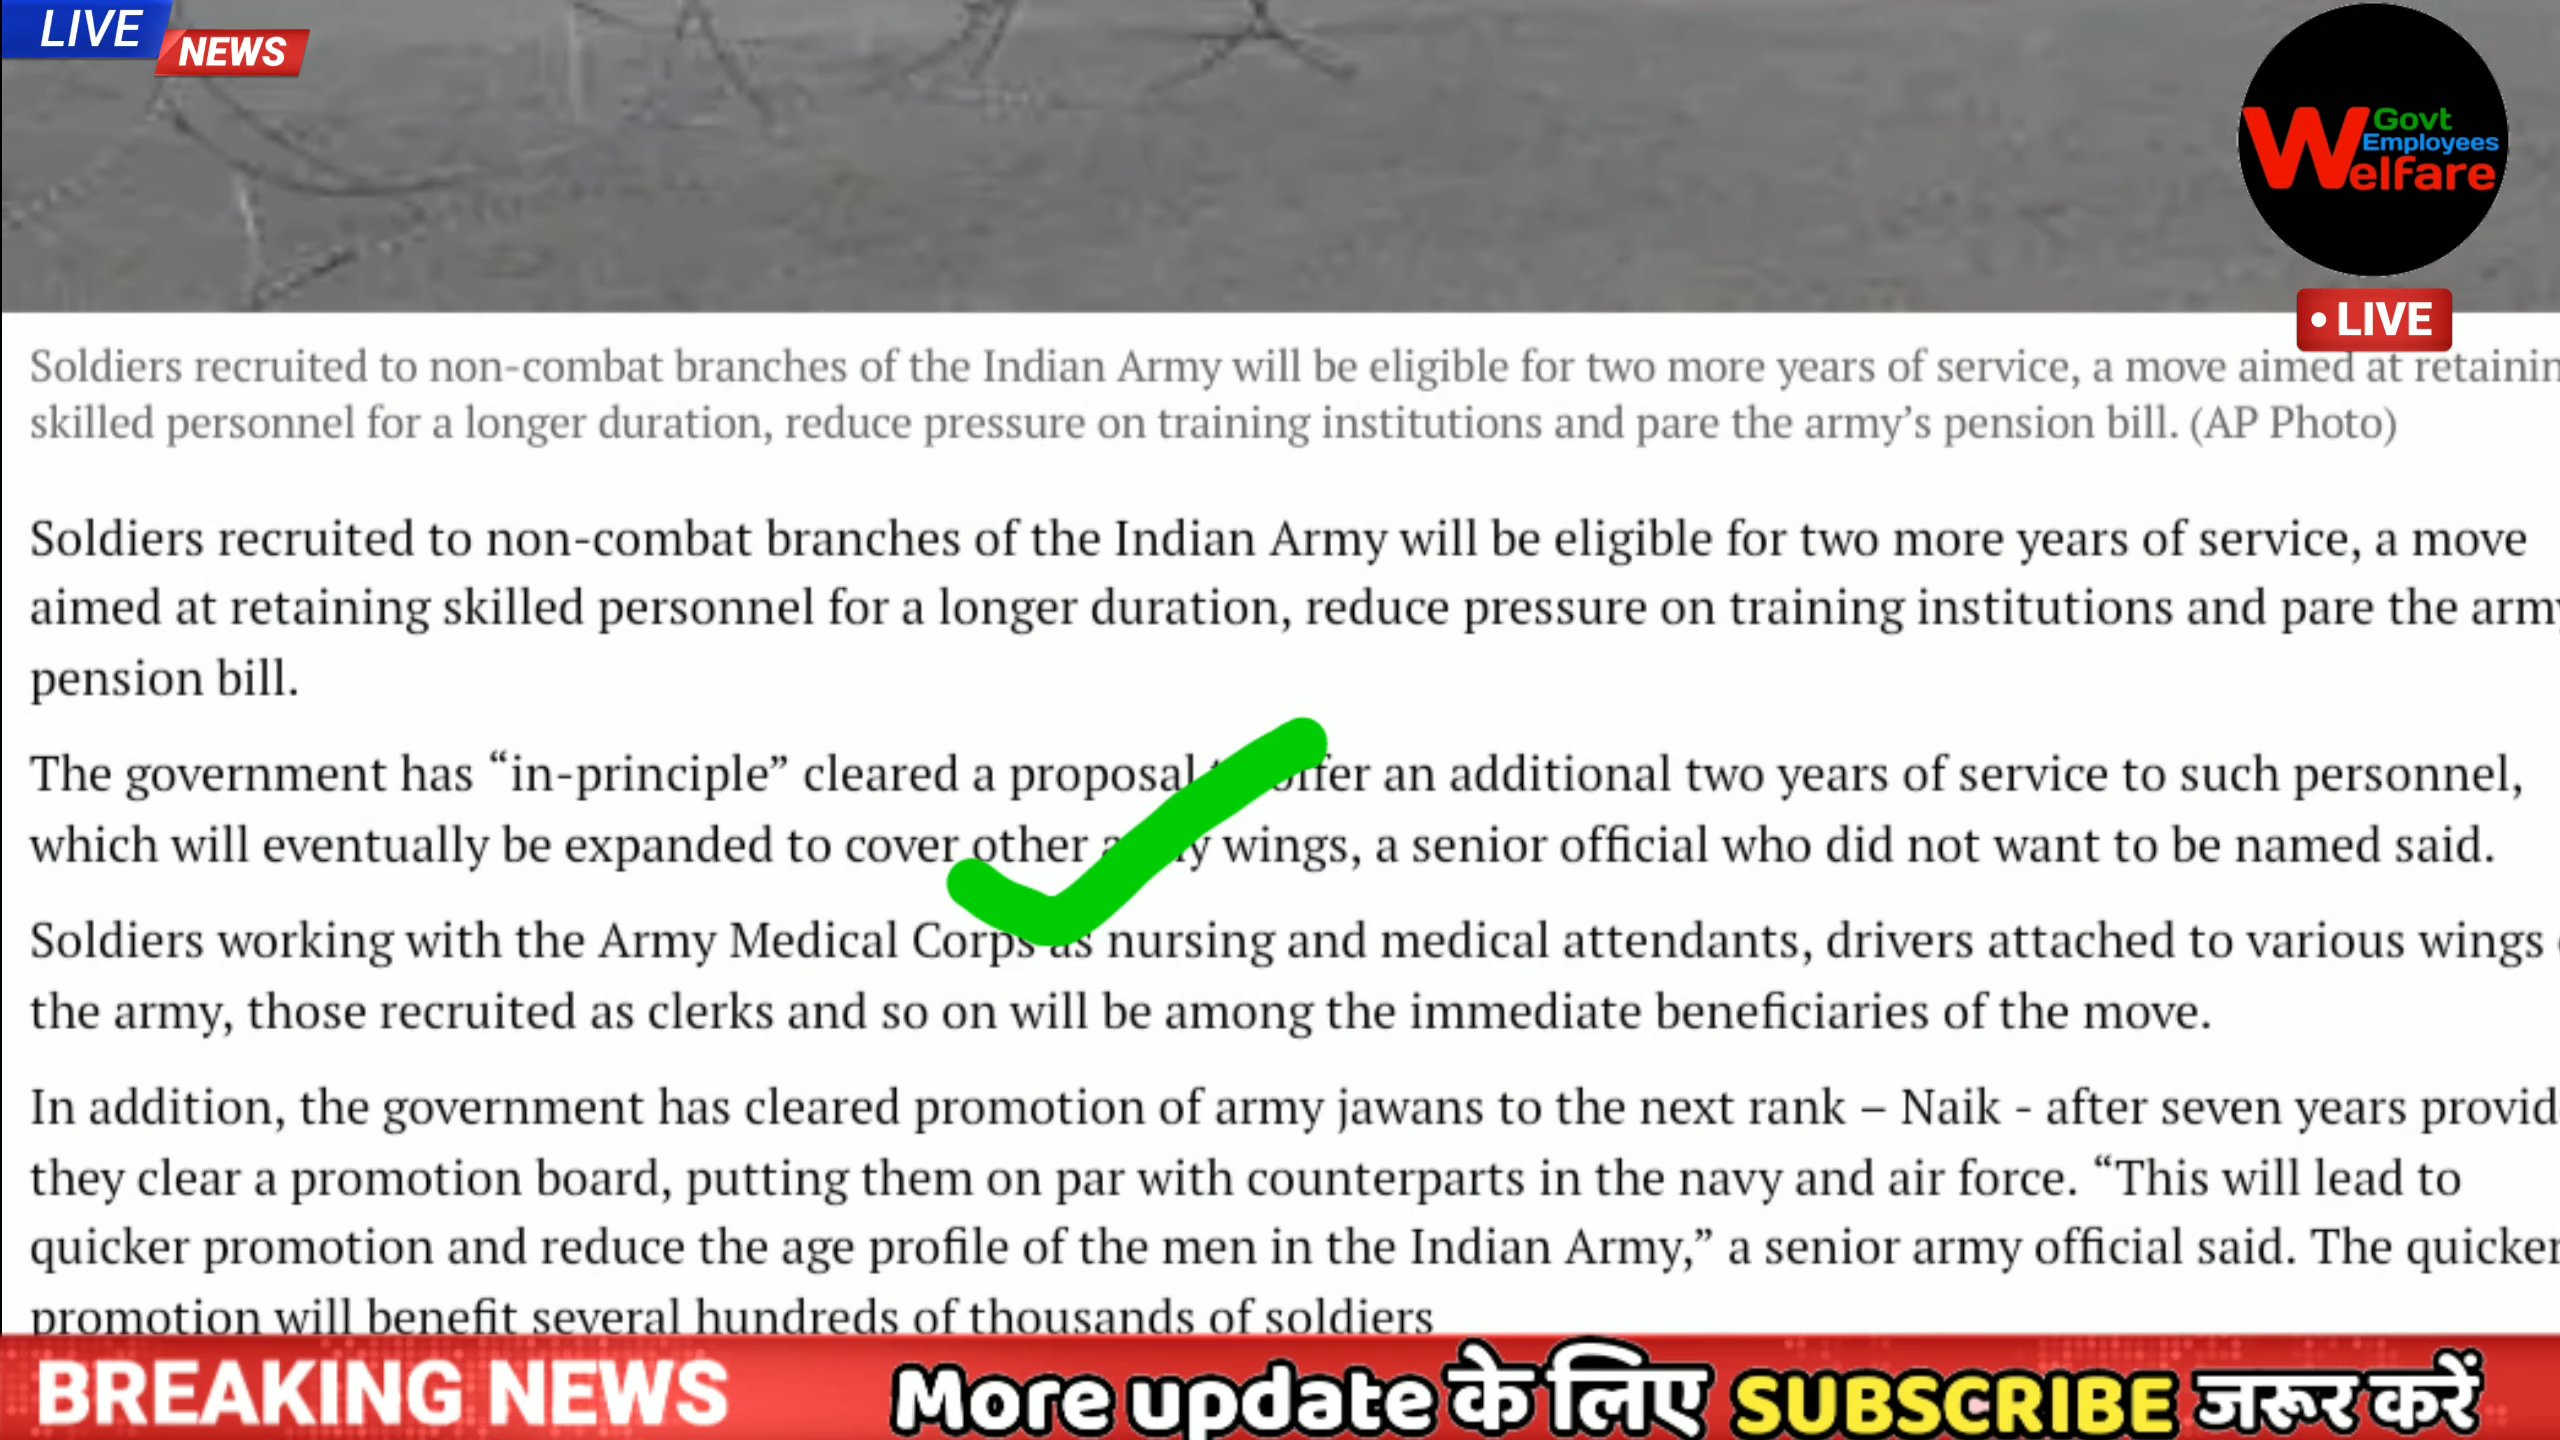 LIVE
NEWS
Govt
Employees
Welfare
• LIVE
Soldiers recruited to non-combat branches of the Indian Army will be eligible for two more years of service, a move aimed at retainin
skilled personnel for a longer duration, reduce pressure on training institutions and pare the army’s pension bill. (AP Photo)
Soldiers recruited to non-combat branches of the Indian Army will be eligible for two more years of service, a move
aimed at retaining skilled personnel for a longer duration, reduce pressure on training institutions and pare the army
pension bill.
The government has “in-principle” cleared a proposal an additional two years of service to such personnel,
which will eventually be expanded to cover other wings, a senior official who did not want to be named said.
Soldiers working with the Army Medical Corps as nursing and medical attendants, drivers attached to various wings
the army, those recruited as clerks and so on will be among the immediate beneficiaries of the move.
In addition, the government has cleared promotion of army jawans to the next rank – Naik - after seven years provid
they clear a promotion board, putting them on par with counterparts in the navy and air force. “This will lead to
quicker promotion and reduce the age profile of the men in the Indian Army,” a senior army official said. The quicker
promotion will benefit several hundreds of thousands of soldiers
BREAKING NEWS More update के लिए SUBSCRIBE जरूर करें